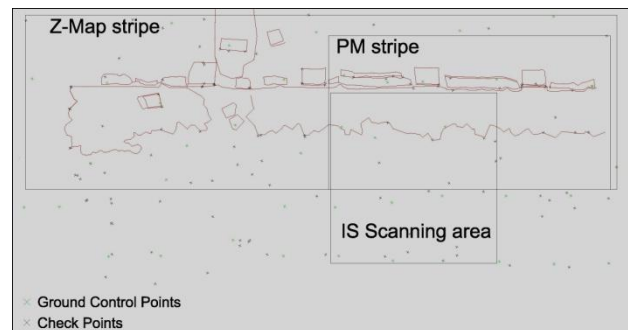 Z-Map stripe
PM stripe
IS Scanning area
Ground Control Points
Check Points